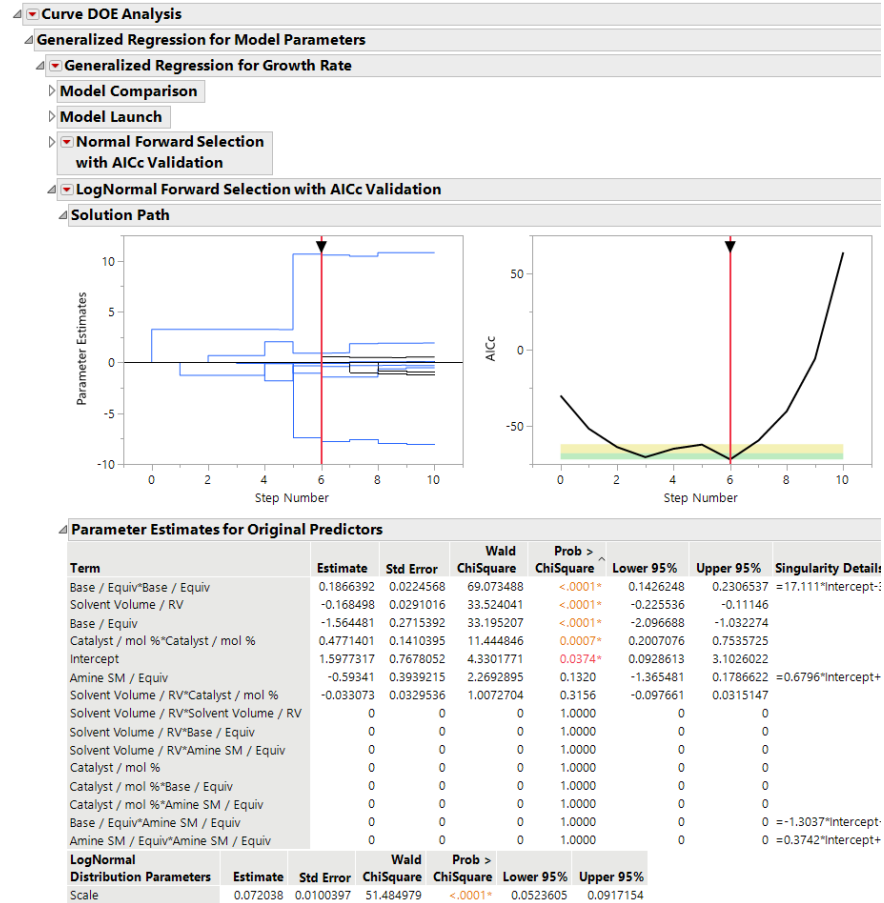 Curve DOE Analysis
Generalized Regression for Model Parameters
Generalized Regression for Growth Rate
Model Comparison
Model Launch
Normal Forward Selection
with AICc Validation
LogNormal Forward Selection with AICc Validation
Solution Path
Parameter Estimates
10
5
0
-5
-10
0 2 4 6 8 10
Step Number
AICc
50
0
-50
0 2 4 6 8 10
Step Number
Parameter Estimates for Original Predictors
Wald Prob >
Term Estimate Std Error ChiSquare ChiSquare Lower 95% Upper 95% Singularity Details
Base / Equiv*Base / Equiv 0.1866392 0.0224568 69.073488 <.0001* 0.1426248 0.2306537 =17.111*Intercept-
Solvent Volume / RV -0.168498 0.0291016 33.524041 <.0001* -0.225536 -0.11146
Base / Equiv -1.564481 0.2715392 33.195207 <.0001* -2.096688 -1.032274
Catalyst / mol %*Catalyst / mol % 0.4771401 0.1410395 11.444846 0.0007* 0.2007076 0.7535725
Intercept 1.5977317 0.7678052 4.3301771 0.0374* 0.0928613 3.1026022
Amine SM / Equiv -0.59341 0.3939215 2.2692895 0.1320 -1.365481 0.1786622 =0.6796*Intercept+
Solvent Volume / RV*Catalyst / mol % -0.033073 0.0329536 1.0072704 0.3156 -0.097661 0.0315147
Solvent Volume / RV*Solvent Volume / RV 0 0 0 1.0000 0 0
Solvent Volume / RV*Base / Equiv 0 0 0 1.0000 0 0
Solvent Volume / RV*Amine SM / Equiv 0 0 0 1.0000 0 0
Catalyst / mol % 0 0 0 1.0000 0 0
Catalyst / mol %*Base / Equiv 0 0 0 1.0000 0 0
Catalyst / mol %*Amine SM / Equiv 0 0 0 1.0000 0 0
Base / Equiv*Amine SM / Equiv 0 0 0 1.0000 0 0 =-1.3037*Intercept-
Amine SM / Equiv*Amine SM / Equiv 0 0 0 1.0000 0 0 =0.3742*Intercept+
LogNormal Wald Prob >
Distribution Parameters Estimate Std Error ChiSquare ChiSquare Lower 95% Upper 95%
Scale 0.072038 0.0100397 51.484979 <.0001* 0.0523605 0.0917154